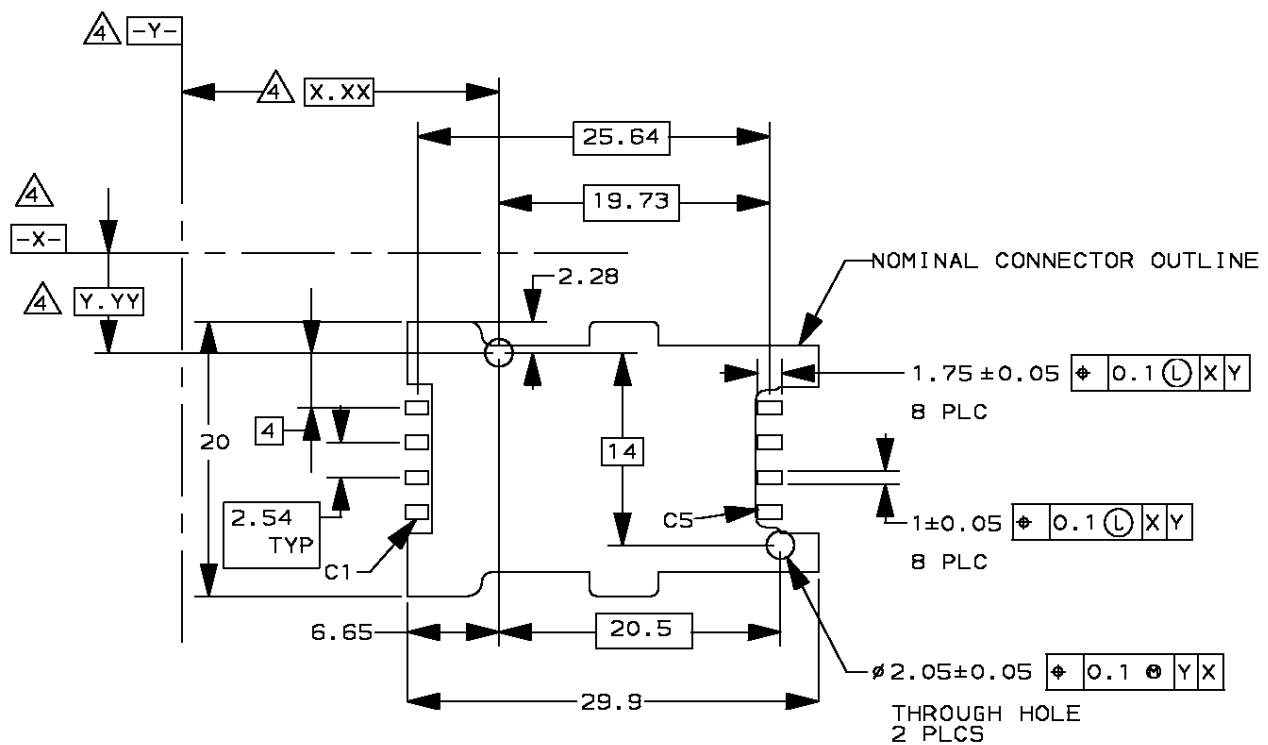 4 -Y-
4 X.XX
25.64
4
19.73
-X-
2.28
NOMINAL CONNECTOR OUTLINE
4 Y.YY
1.75±0.05 ⌖ 0.1 Ⓛ X Y
8 PLC
4
20
14
2.54
TYP
C5
1±0.05 ⌖ 0.1 Ⓛ X Y
C1
8 PLC
6.65
20.5
ø2.05±0.05 ⌖ 0.1 Ⓜ Y X
29.9
THROUGH HOLE
2 PLCS